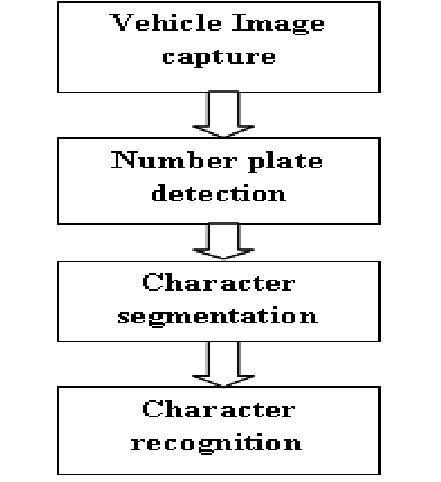 Vehicle Image
capture
Number plate
detection
Character
segmentation
Character
recognition